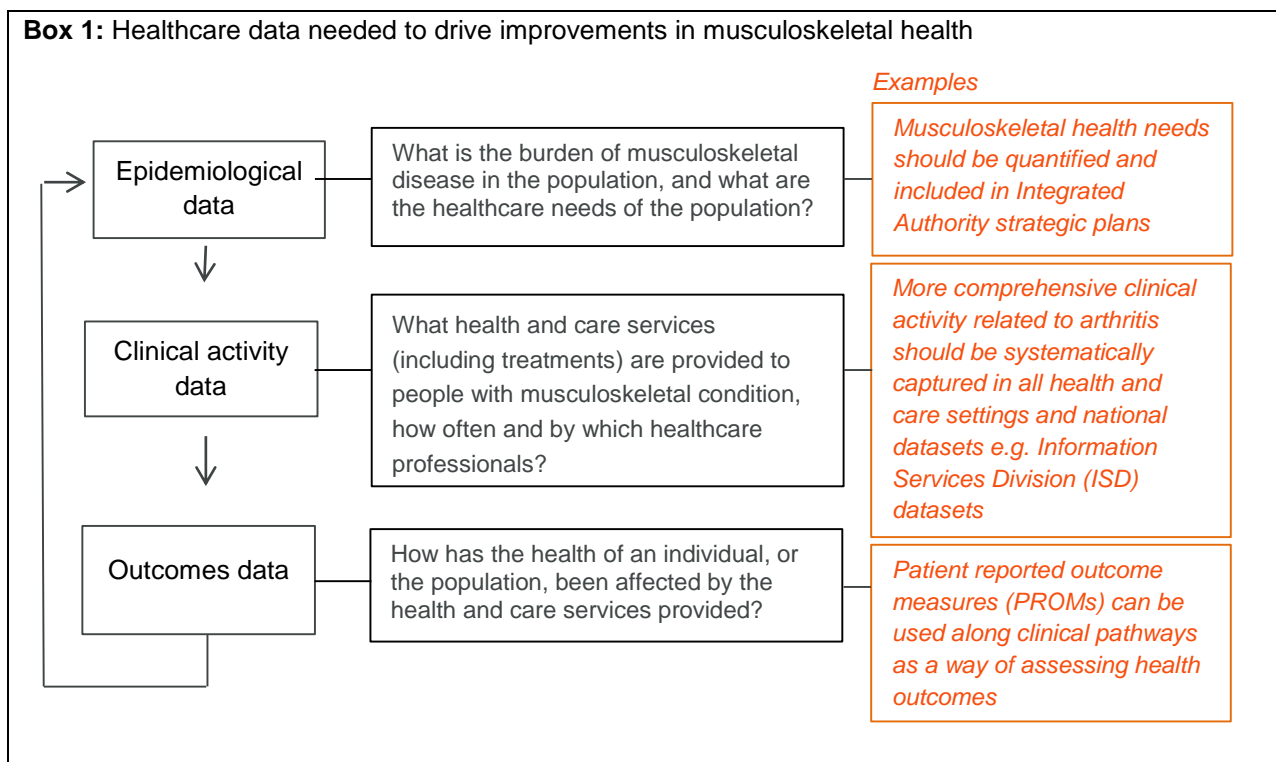 Box 1: Healthcare data needed to drive improvements in musculoskeletal health
Examples
Epidemiological
data
What is the burden of musculoskeletal
disease in the population, and what are
the healthcare needs of the population?
Musculoskeletal health needs
should be quantified and
included in Integrated
Authority strategic plans
Clinical activity
data
What health and care services
(including treatments) are provided to
people with musculoskeletal condition,
how often and by which healthcare
professionals?
More comprehensive clinical
activity related to arthritis
should be systematically
captured in all health and
care settings and national
datasets e.g. Information
Services Division (ISD)
datasets
Outcomes data
How has the health of an individual, or
the population, been affected by the
health and care services provided?
Patient reported outcome
measures (PROMs) can be
used along clinical pathways
as a way of assessing health
outcomes